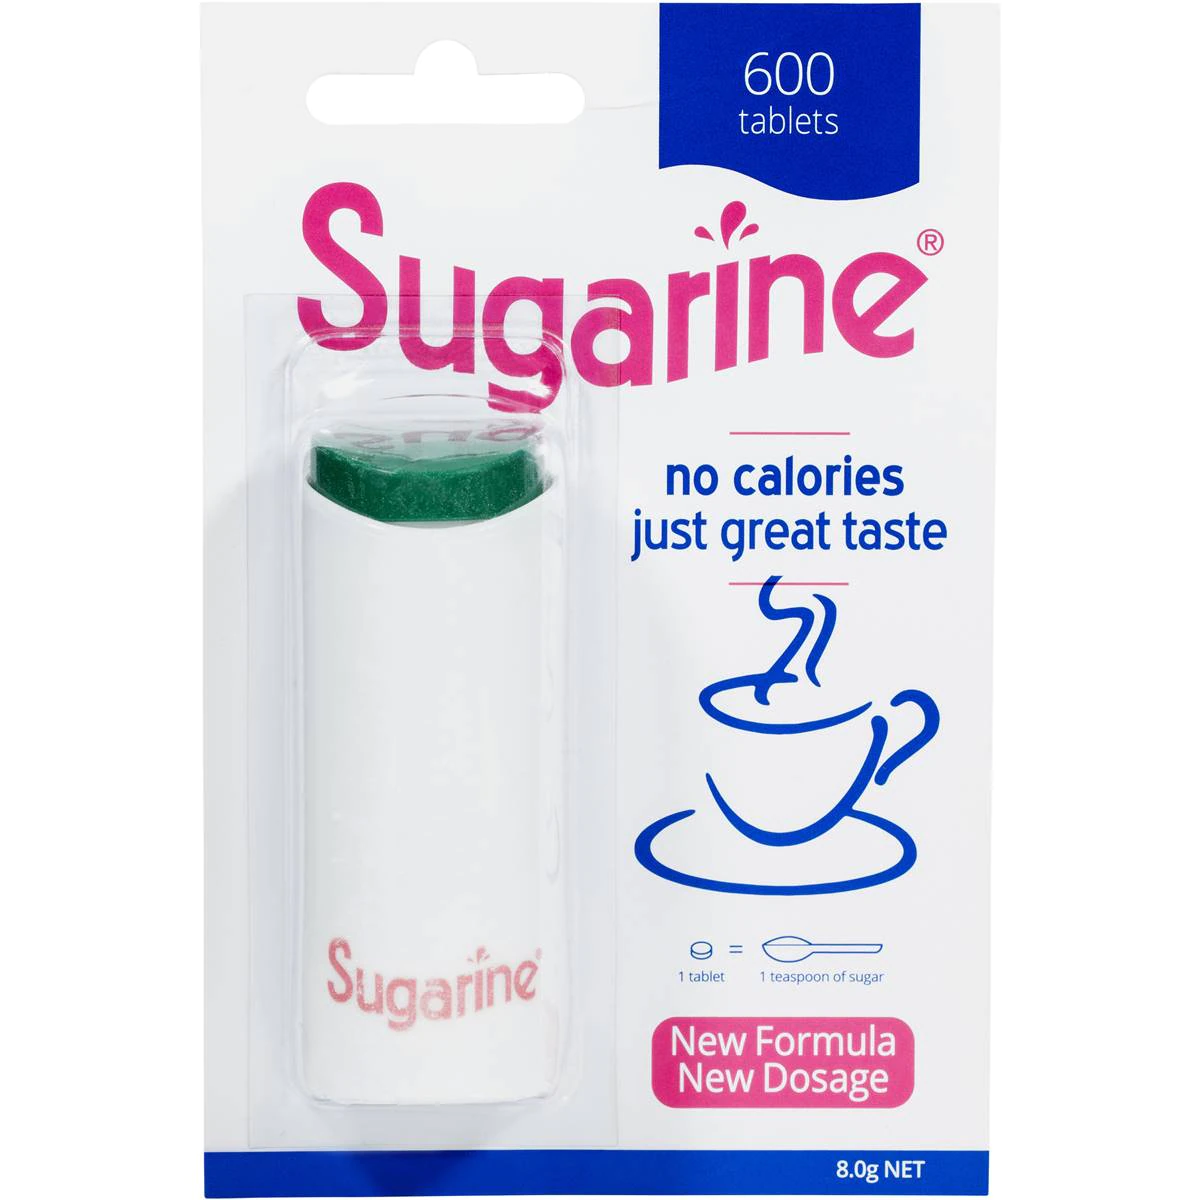 600
tablets
Sugarine®
no calories
just great taste
=
1 tablet
1 teaspoon of sugar
Sugarine®
New Formula
New Dosage
8.0g NET